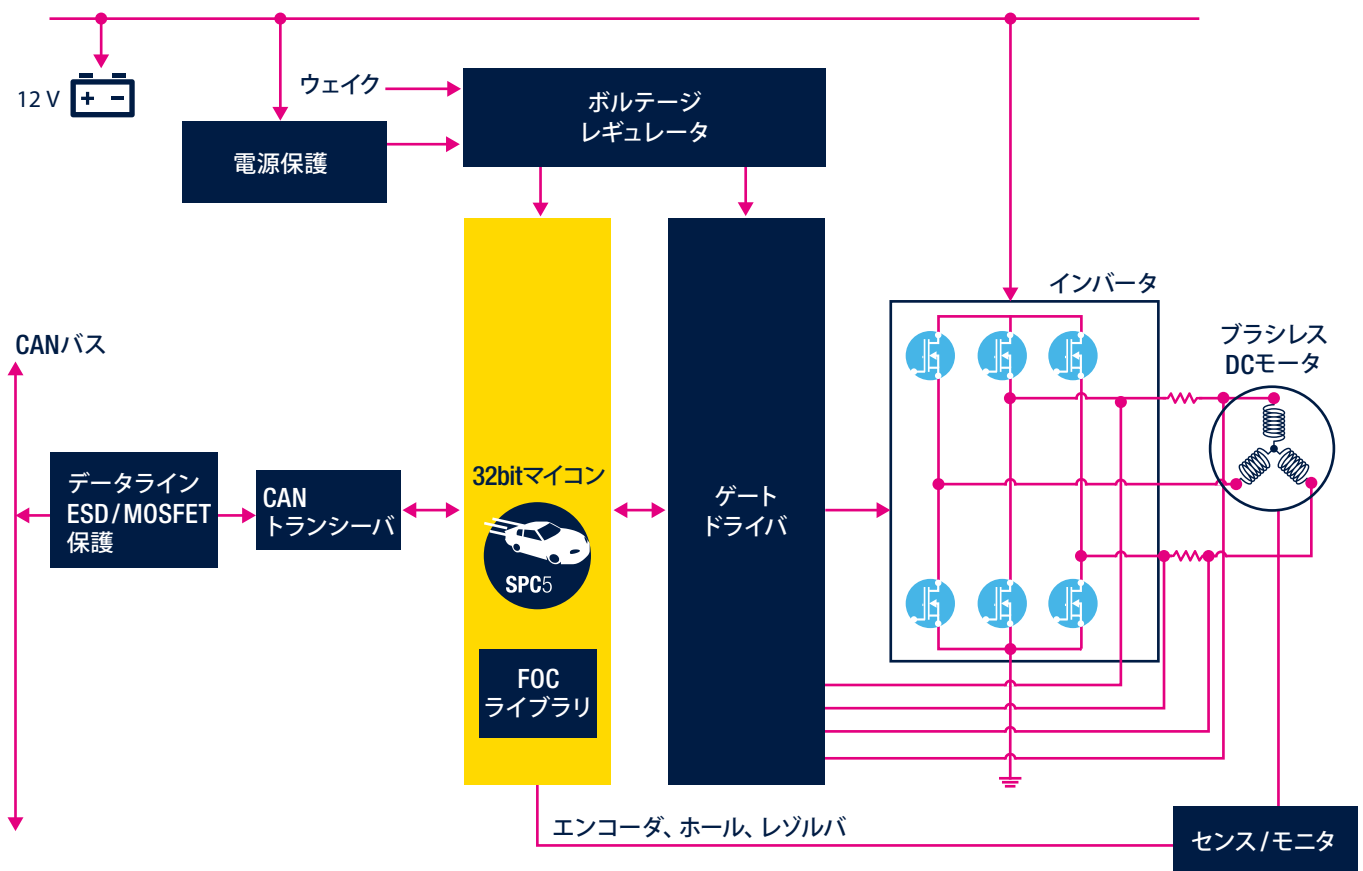 12 V
+ −
ウェイク
ボルテージ
レギュレータ
電源保護
インバータ
CANバス
ブラシレス
DCモータ
データライン
ESD/MOSFET
保護
CAN
トランシーバ
32bitマイコン
SPC5
ゲート
ドライバ
FOC
ライブラリ
エンコーダ、ホール、レゾルバ
センス/モニタ